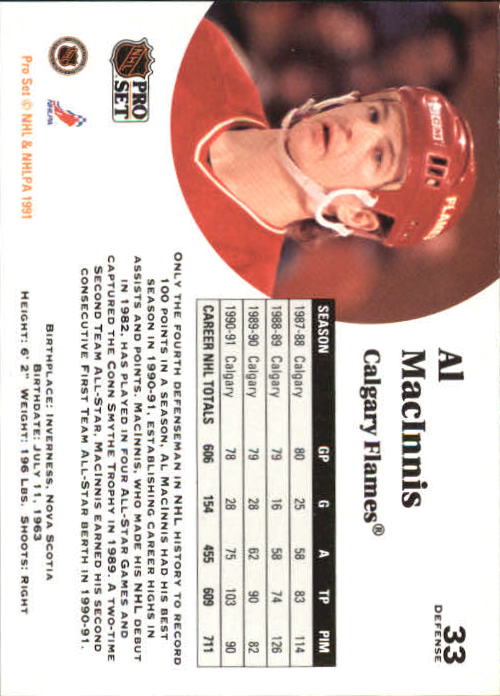 33
DEFENSE
Al
MacInnis
Calgary Flames®
SEASON GP G A TP PIM
1987-88 Calgary 80 25 58 83 114
1988-89 Calgary 79 16 58 74 126
1989-90 Calgary 79 28 62 90 82
1990-91 Calgary 78 28 75 103 90
CAREER NHL TOTALS 606 154 455 609 711
ONLY THE FOURTH DEFENSEMAN IN NHL HISTORY TO RECORD
100 POINTS IN A SEASON, AL MACINNIS HAD HIS BEST
SEASON IN 1990-91, ESTABLISHING CAREER HIGHS IN
ASSISTS AND POINTS. MACINNIS, WHO MADE HIS NHL DEBUT
IN 1982, HAS PLAYED IN FOUR ALL-STAR GAMES AND
CAPTURED THE CONN SMYTHE TROPHY IN 1989. A TWO-TIME
SECOND TEAM ALL-STAR, MACINNIS EARNED HIS SECOND
CONSECUTIVE FIRST TEAM ALL-STAR BERTH IN 1990-91.
BIRTHPLACE: INVERNESS, NOVA SCOTIA
BIRTHDATE: JULY 11, 1963
HEIGHT: 6' 2" WEIGHT: 196 LBS. SHOOTS: RIGHT
CCM
FLAMES
NHL
PRO
SET
NHL
NHLPA
Pro Set © NHL & NHLPA 1991